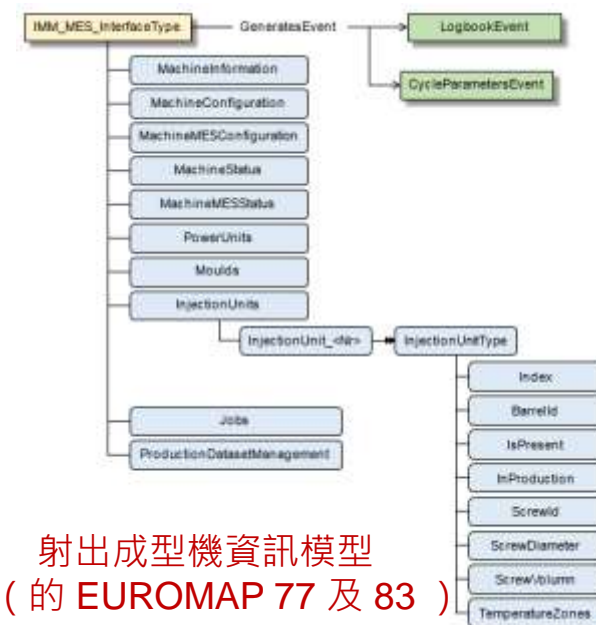 IMM_MES_InterfaceType
GeneratesEvent
LogbookEvent
CycleParametersEvent
MachineInformation
MachineConfiguration
MachineMESConfiguration
MachineStatus
MachineMESStatus
PowerUnits
Moulds
InjectionUnits
InjectionUnit_<Nr>
InjectionUnitType
Index
BarrelId
IsPresent
InProduction
ScrewId
ScrewDiameter
ScrewVolumn
TemperatureZones
Jobs
ProductionDatasetManagement
射出成型機資訊模型
(的 EUROMAP 77 及 83 )